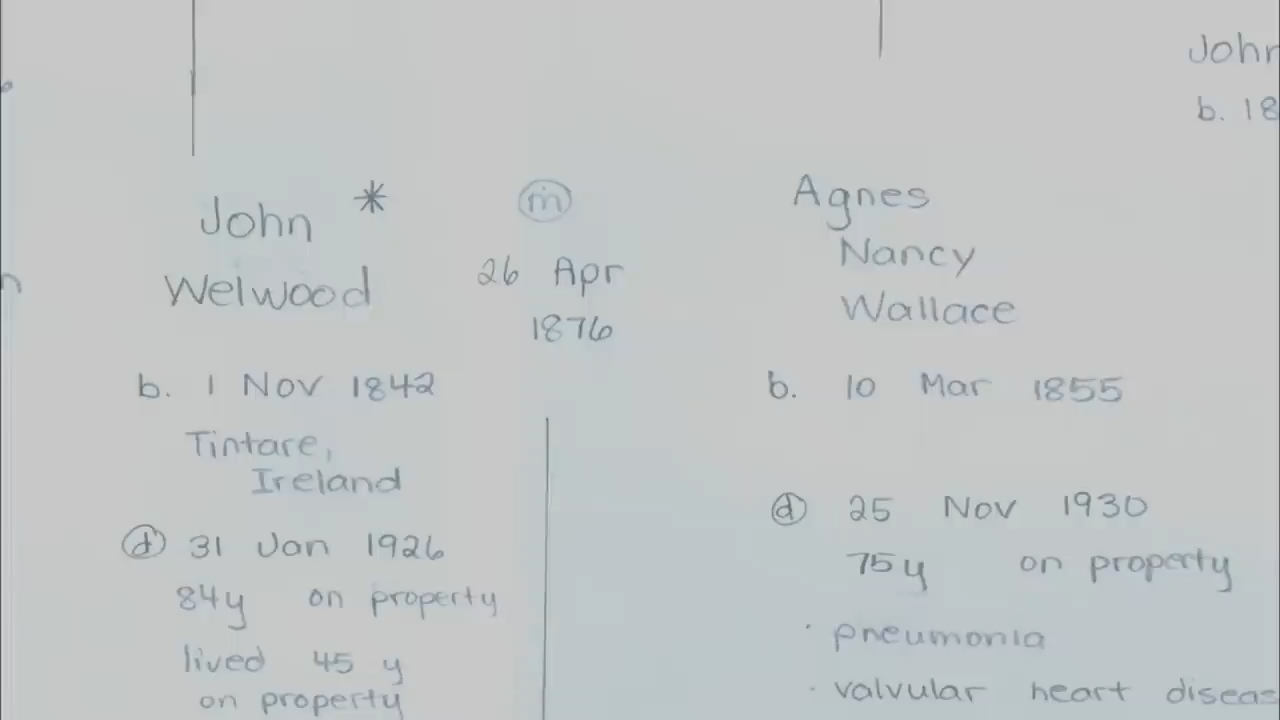 John
b. 18
John *
Welwood
m
26 Apr
1876
Agnes
Nancy
Wallace
b. 1 Nov 1842
Tintare,
Ireland
d 31 Jan 1926
84y on property
lived 45 y
on property
b. 10 Mar 1855
d 25 Nov 1930
75y on property
· pneumonia
· valvular heart diseas